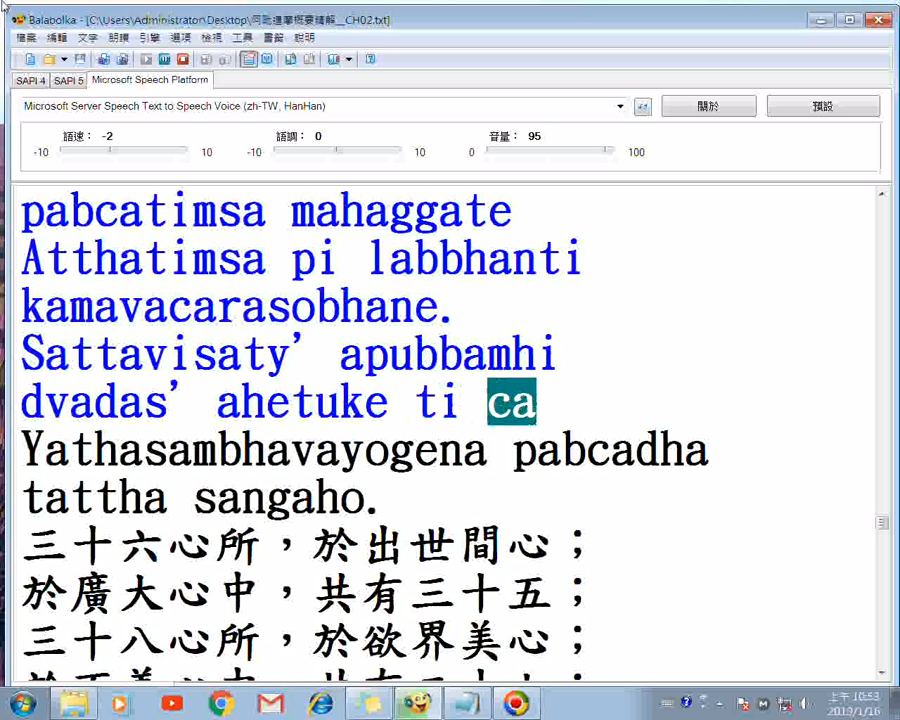 Balabolka - [C:\Users\Administrator\Desktop\阿毗達摩概要精解__CH02.txt]
檔案 編輯 文字 朗讀 引擎 選項 檢視 工具 書籤 說明
SAPI 4 SAPI 5 Microsoft Speech Platform
Microsoft Server Speech Text to Speech Voice (zh-TW, HanHan)
關於 預設
語速： -2 語調： 0 音量： 95
-10 10 -10 10 0 100
pabcatimsa mahaggate
Atthatimsa pi labbhanti
kamavacarasobhane.
Sattavisaty' apubbamhi
dvadas' ahetuke ti ca
Yathasambhavayogena pabcadha
tattha sangaho.
三十六心所，於出世間心；
於廣大心中，共有三十五；
三十八心所，於欲界美心；
上午 10:53
2019/1/16